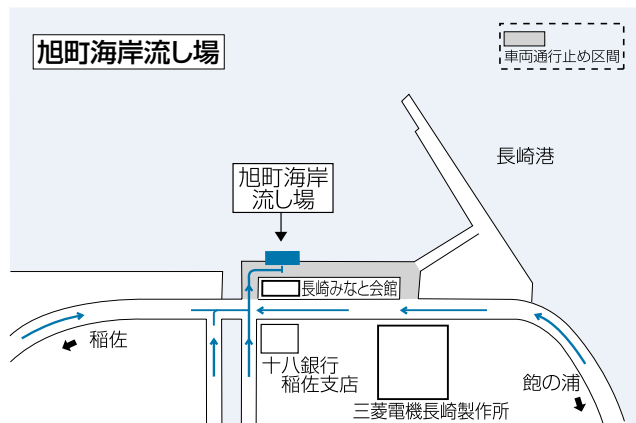 旭町海岸流し場
車両通行止め区間
長崎港
旭町海岸
流し場
長崎みなと会館
稲佐
十八銀行
稲佐支店
飽の浦
三菱電機長崎製作所